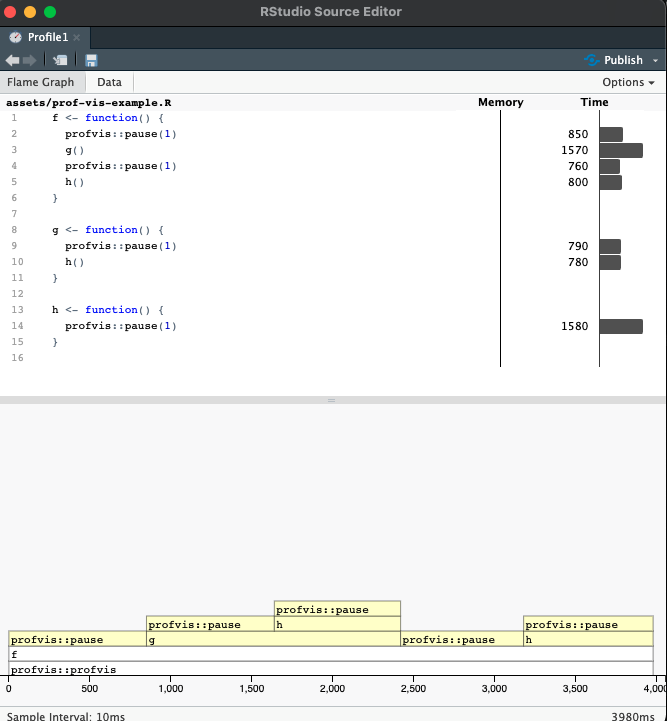 RStudio Source Editor
Profile1
Publish
Flame Graph Data Options
assets/prof-vis-example.R Memory Time
1 f <- function() {
2 profvis::pause(1) 850
3 g() 1570
4 profvis::pause(1) 760
5 h() 800
6 }
7
8 g <- function() {
9 profvis::pause(1) 790
10 h() 780
11 }
12
13 h <- function() {
14 profvis::pause(1) 1580
15 }
16
profvis::pause
profvis::pause h profvis::pause
profvis::pause g profvis::pause h
f
profvis::profvis
0 500 1,000 1,500 2,000 2,500 3,000 3,500 4,000
Sample Interval: 10ms 3980ms